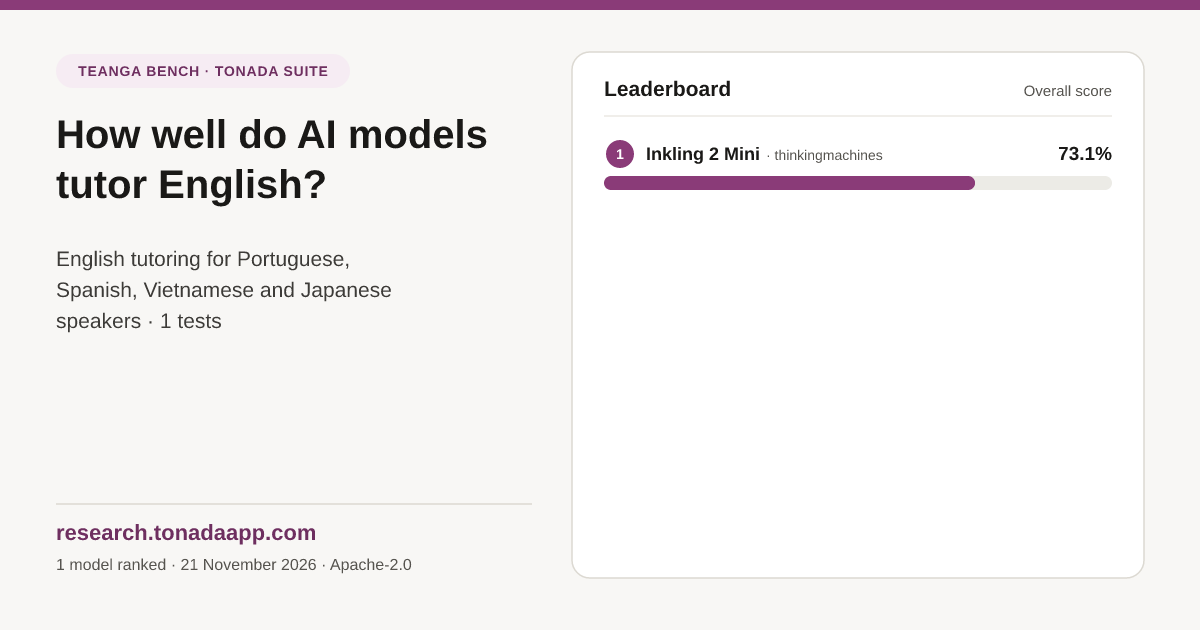 TEANGA BENCH · TONADA SUITE
How well do AI models
tutor English?
English tutoring for Portuguese,
Spanish, Vietnamese and Japanese
speakers · 1 tests
research.tonadaapp.com
1 model ranked · 21 November 2026 · Apache-2.0
Leaderboard Overall score
1 Inkling 2 Mini · thinkingmachines 73.1%